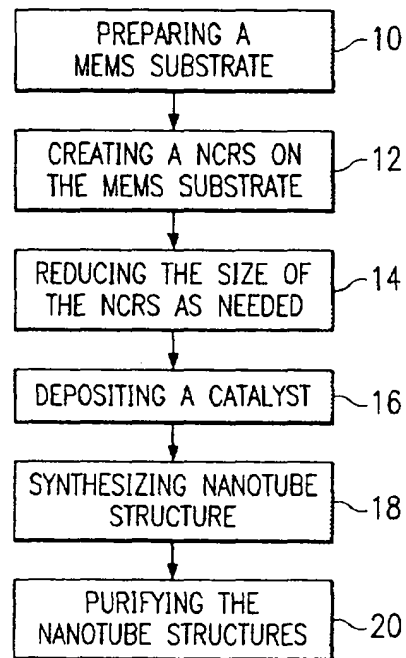 PREPARING A
MEMS SUBSTRATE
10
CREATING A NCRS ON
THE MEMS SUBSTRATE
12
REDUCING THE SIZE OF
THE NCRS AS NEEDED
14
DEPOSITING A CATALYST
16
SYNTHESIZING NANOTUBE
STRUCTURE
18
PURIFYING THE
NANOTUBE STRUCTURES
20